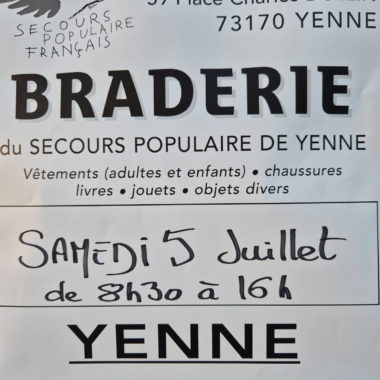 73170 YENNE
SECOURS
POPULAIRE
FRANÇAIS
BRADERIE
du SECOURS POPULAIRE DE YENNE
Vêtements (adultes et enfants) • chaussures
livres • jouets • objets divers
SAMEDI 5 Juillet
de 8h30 à 16h
YENNE